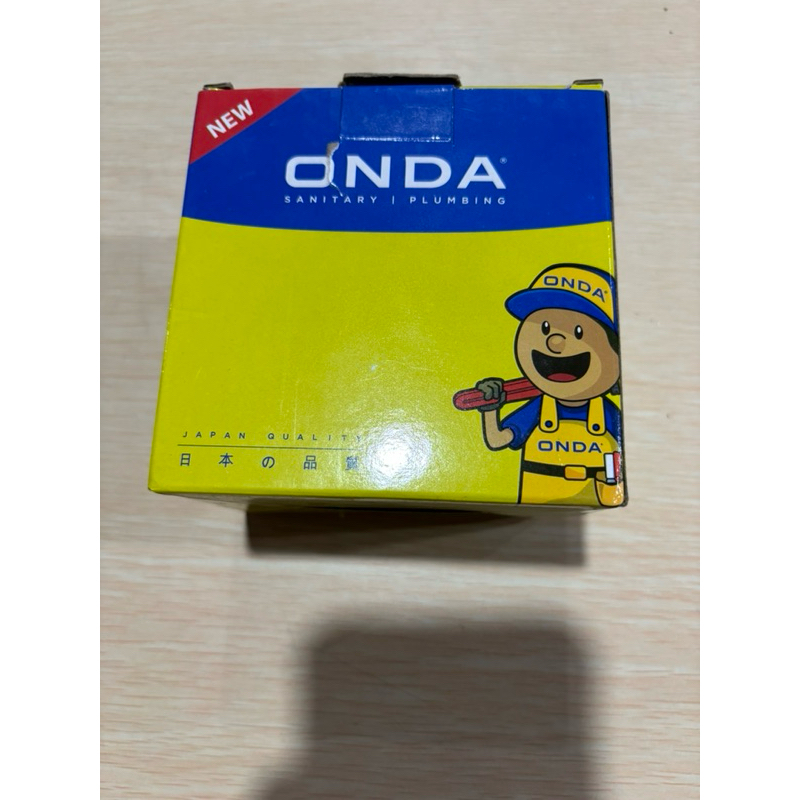 NEW
ONDA®
SANITARY | PLUMBING
ONDA®
ONDA®
JAPAN QUALITY
日本の品質